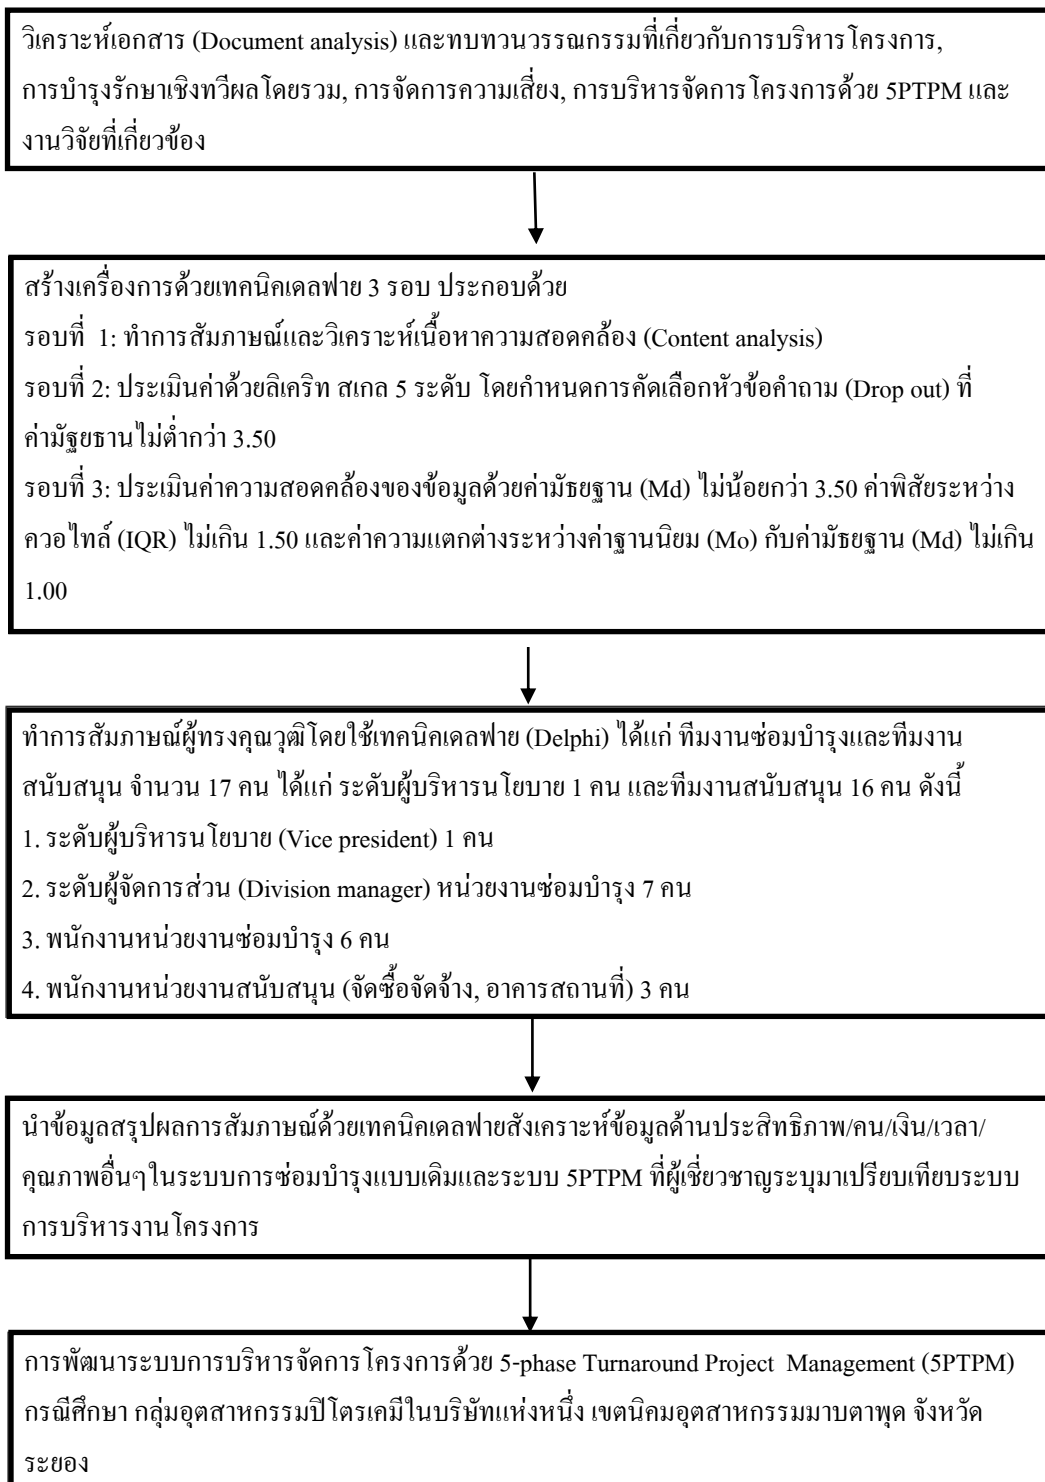 วิเคราะห์เอกสาร (Document analysis) และทบทวนวรรณกรรมที่เกี่ยวกับการบริหารโครงการ,
การบำรุงรักษาเชิงทวีผลโดยรวม, การจัดการความเสี่ยง, การบริหารจัดการโครงการด้วย 5PTPM และ
งานวิจัยที่เกี่ยวข้อง
สร้างเครื่องการด้วยเทคนิคเดลฟาย 3 รอบ ประกอบด้วย
รอบที่ 1: ทำการสัมภาษณ์และวิเคราะห์เนื้อหาความสอดคล้อง (Content analysis)
รอบที่ 2: ประเมินค่าด้วยลิเคริท สเกล 5 ระดับ โดยกำหนดการคัดเลือกหัวข้อคำถาม (Drop out) ที่
ค่ามัฐยธานไม่ต่ำกว่า 3.50
รอบที่ 3: ประเมินค่าความสอดคล้องของข้อมูลด้วยค่ามัธยฐาน (Md) ไม่น้อยกว่า 3.50 ค่าพิสัยระหว่าง
ควอไทล์ (IQR) ไม่เกิน 1.50 และค่าความแตกต่างระหว่างค่าฐานนิยม (Mo) กับค่ามัธยฐาน (Md) ไม่เกิน
1.00
ทำการสัมภาษณ์ผู้ทรงคุณวุฒิโดยใช้เทคนิคเดลฟาย (Delphi) ได้แก่ ทีมงานซ่อมบำรุงและทีมงาน
สนับสนุน จำนวน 17 คน ได้แก่ ระดับผู้บริหารนโยบาย 1 คน และทีมงานสนับสนุน 16 คน ดังนี้
1. ระดับผู้บริหารนโยบาย (Vice president) 1 คน
2. ระดับผู้จัดการส่วน (Division manager) หน่วยงานซ่อมบำรุง 7 คน
3. พนักงานหน่วยงานซ่อมบำรุง 6 คน
4. พนักงานหน่วยงานสนับสนุน (จัดซื้อจัดจ้าง, อาคารสถานที่) 3 คน
นำข้อมูลสรุปผลการสัมภาษณ์ด้วยเทคนิคเดลฟายสังเคราะห์ข้อมูลด้านประสิทธิภาพ/คน/เงิน/เวลา/
คุณภาพอื่นๆในระบบการซ่อมบำรุงแบบเดิมและระบบ 5PTPM ที่ผู้เชี่ยวชาญระบุมาเปรียบเทียบระบบ
การบริหารงานโครงการ
การพัฒนาระบบการบริหารจัดการโครงการด้วย 5-phase Turnaround Project Management (5PTPM)
กรณีศึกษา กลุ่มอุตสาหกรรมปิโตรเคมีในบริษัทแห่งหนึ่ง เขตนิคมอุตสาหกรรมมาบตาพุด จังหวัด
ระยอง